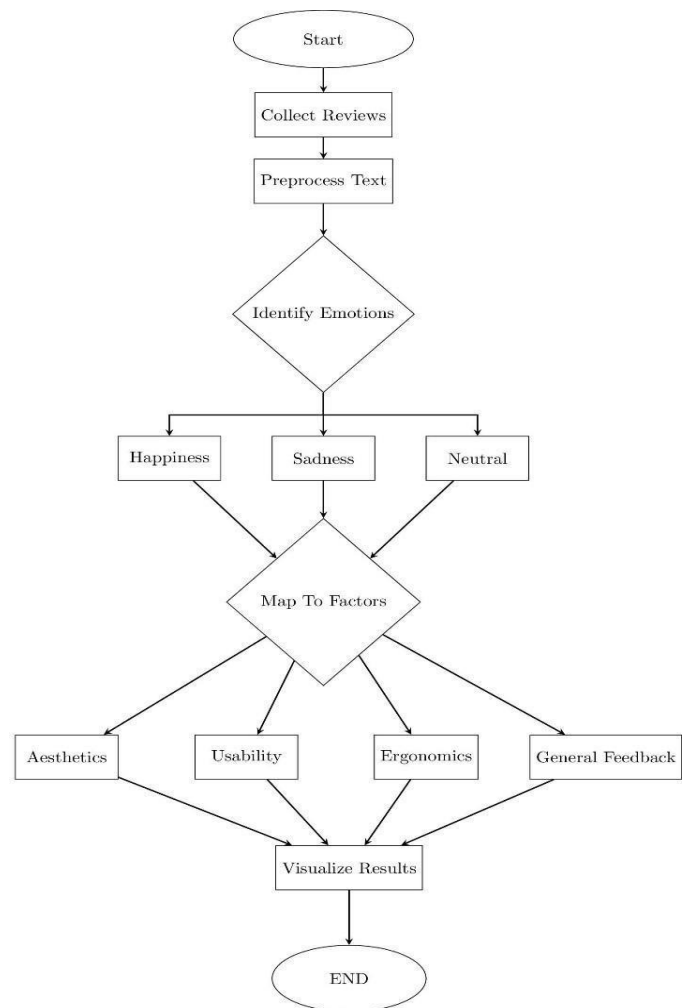 Start
Collect Reviews
Preprocess Text
Identify Emotions
Happiness
Sadness
Neutral
Map To Factors
Aesthetics
Usability
Ergonomics
General Feedback
Visualize Results
END